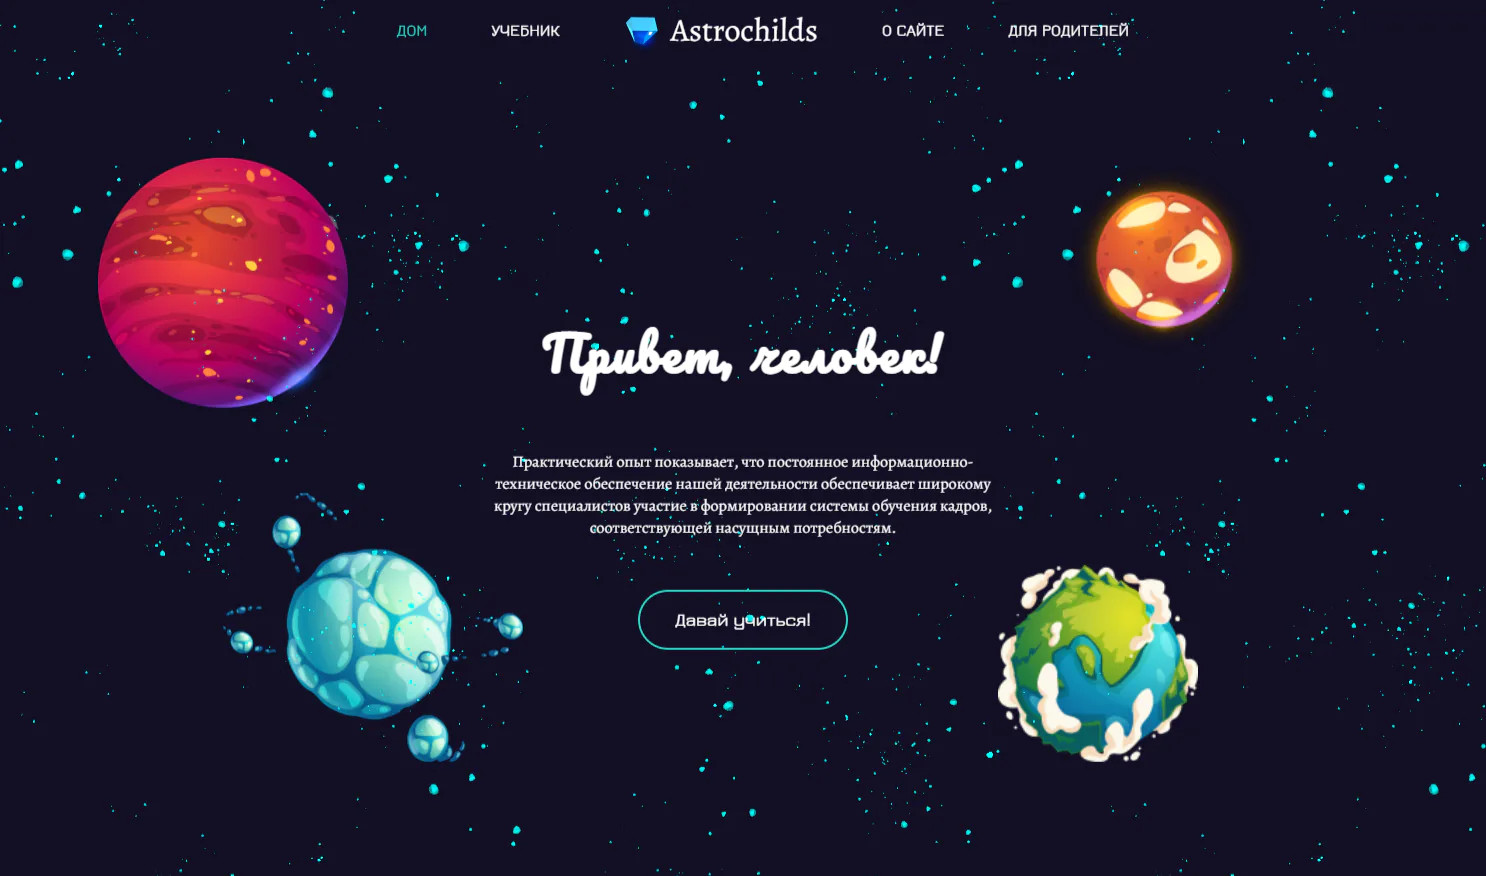 ДОМ УЧЕБНИК Astrochilds О САЙТЕ ДЛЯ РОДИТЕЛЕЙ
Привет, человек!
Практический опыт показывает, что постоянное информационно-
техническое обеспечение нашей деятельности обеспечивает широкому
кругу специалистов участие в формировании системы обучения кадров,
соответствующей насущным потребностям.
Давай учиться!